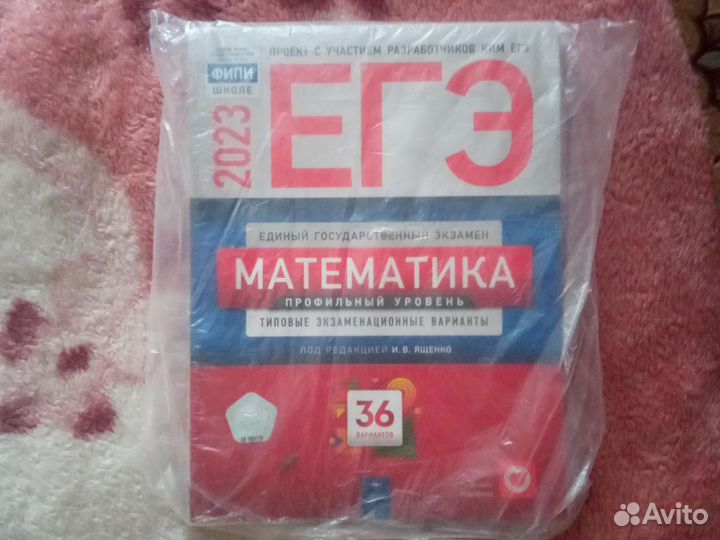 ПРОЕКТ С УЧАСТИЕМ РАЗРАБОТЧИКОВ КИМ ЕГЭ
ФИПИ
ШКОЛЕ
2023
ЕГЭ
ЕДИНЫЙ ГОСУДАРСТВЕННЫЙ ЭКЗАМЕН
МАТЕМАТИКА
ПРОФИЛЬНЫЙ УРОВЕНЬ
ТИПОВЫЕ ЭКЗАМЕНАЦИОННЫЕ ВАРИАНТЫ
ПОД РЕДАКЦИЕЙ И. В. ЯЩЕНКО
36
ВАРИАНТОВ
Avito